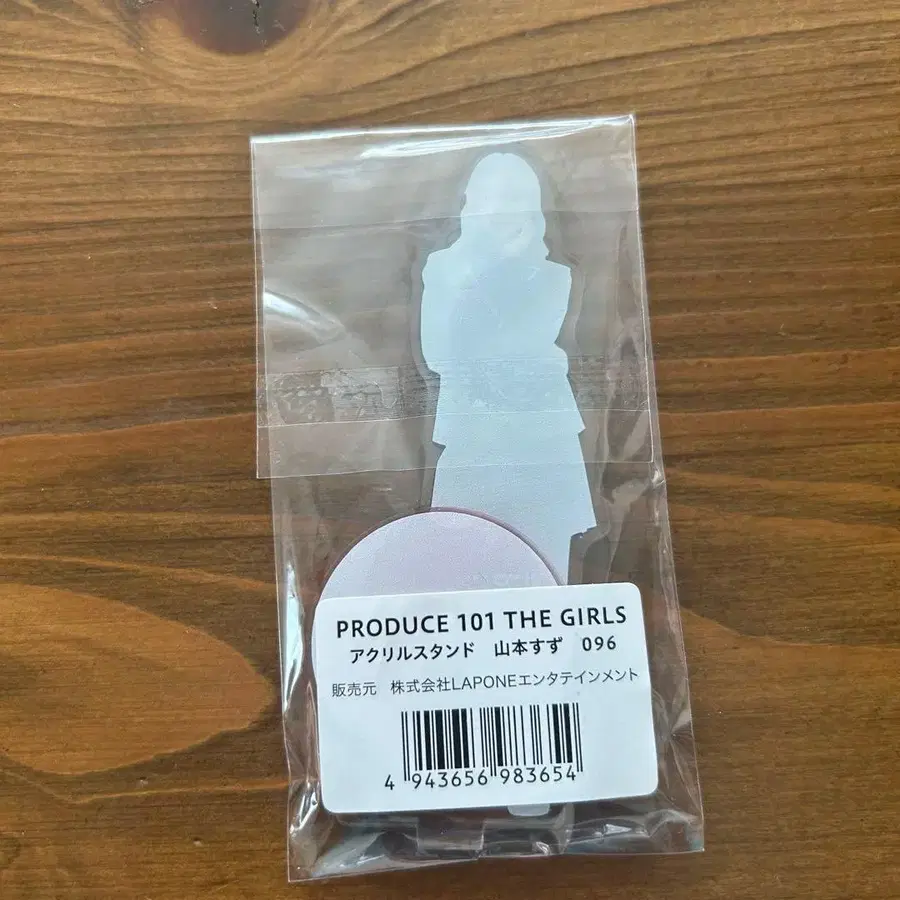 PRODUCE 101 THE GIRLS
アクリルスタンド　山本すず　096
販売元　株式会社LAPONEエンタテインメント
4 943656 983654